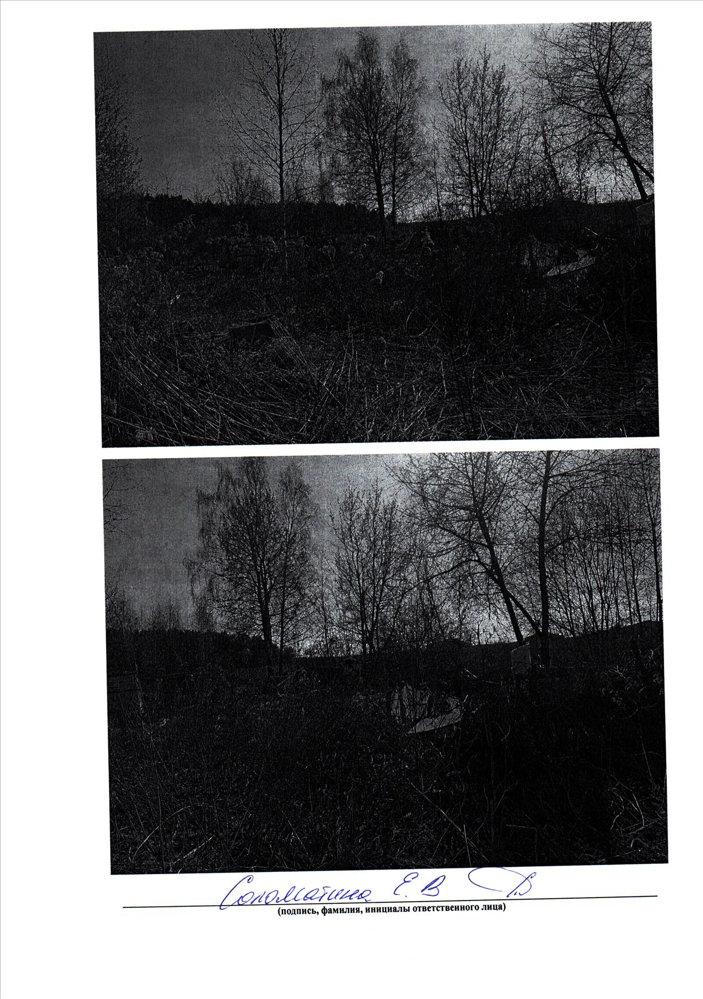 Соломатина Е. В
(подпись, фамилия, инициалы ответственного лица)